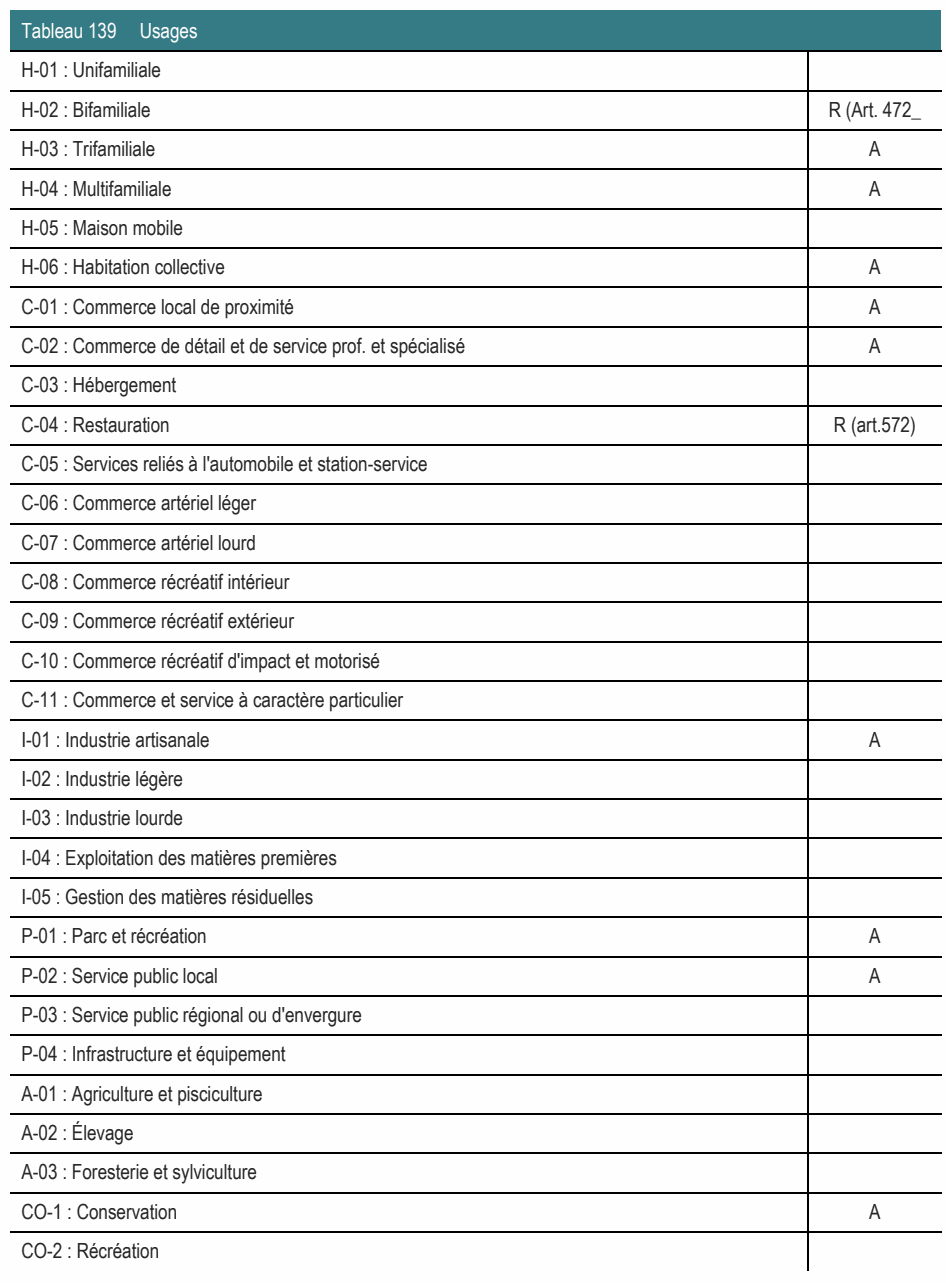 Tableau 139 Usages
H-01 : Unifamiliale
H-02 : Bifamiliale R (Art. 472_
H-03 : Trifamiliale A
H-04 : Multifamiliale A
H-05 : Maison mobile
H-06 : Habitation collective A
C-01 : Commerce local de proximité A
C-02 : Commerce de détail et de service prof. et spécialisé A
C-03 : Hébergement
C-04 : Restauration R (art.572)
C-05 : Services reliés à l'automobile et station-service
C-06 : Commerce artériel léger
C-07 : Commerce artériel lourd
C-08 : Commerce récréatif intérieur
C-09 : Commerce récréatif extérieur
C-10 : Commerce récréatif d'impact et motorisé
C-11 : Commerce et service à caractère particulier
I-01 : Industrie artisanale A
I-02 : Industrie légère
I-03 : Industrie lourde
I-04 : Exploitation des matières premières
I-05 : Gestion des matières résiduelles
P-01 : Parc et récréation A
P-02 : Service public local A
P-03 : Service public régional ou d'envergure
P-04 : Infrastructure et équipement
A-01 : Agriculture et pisciculture
A-02 : Élevage
A-03 : Foresterie et sylviculture
CO-1 : Conservation A
CO-2 : Récréation